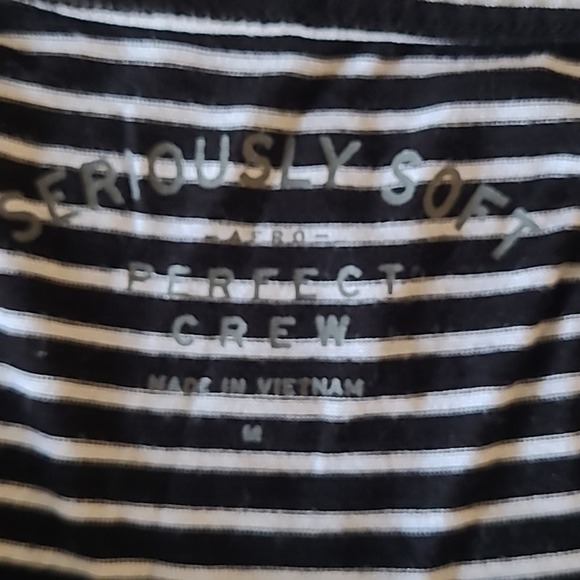 SERIOUSLY SOFT
-AERO-
PERFECT
CREW
MADE IN VIETNAM
M